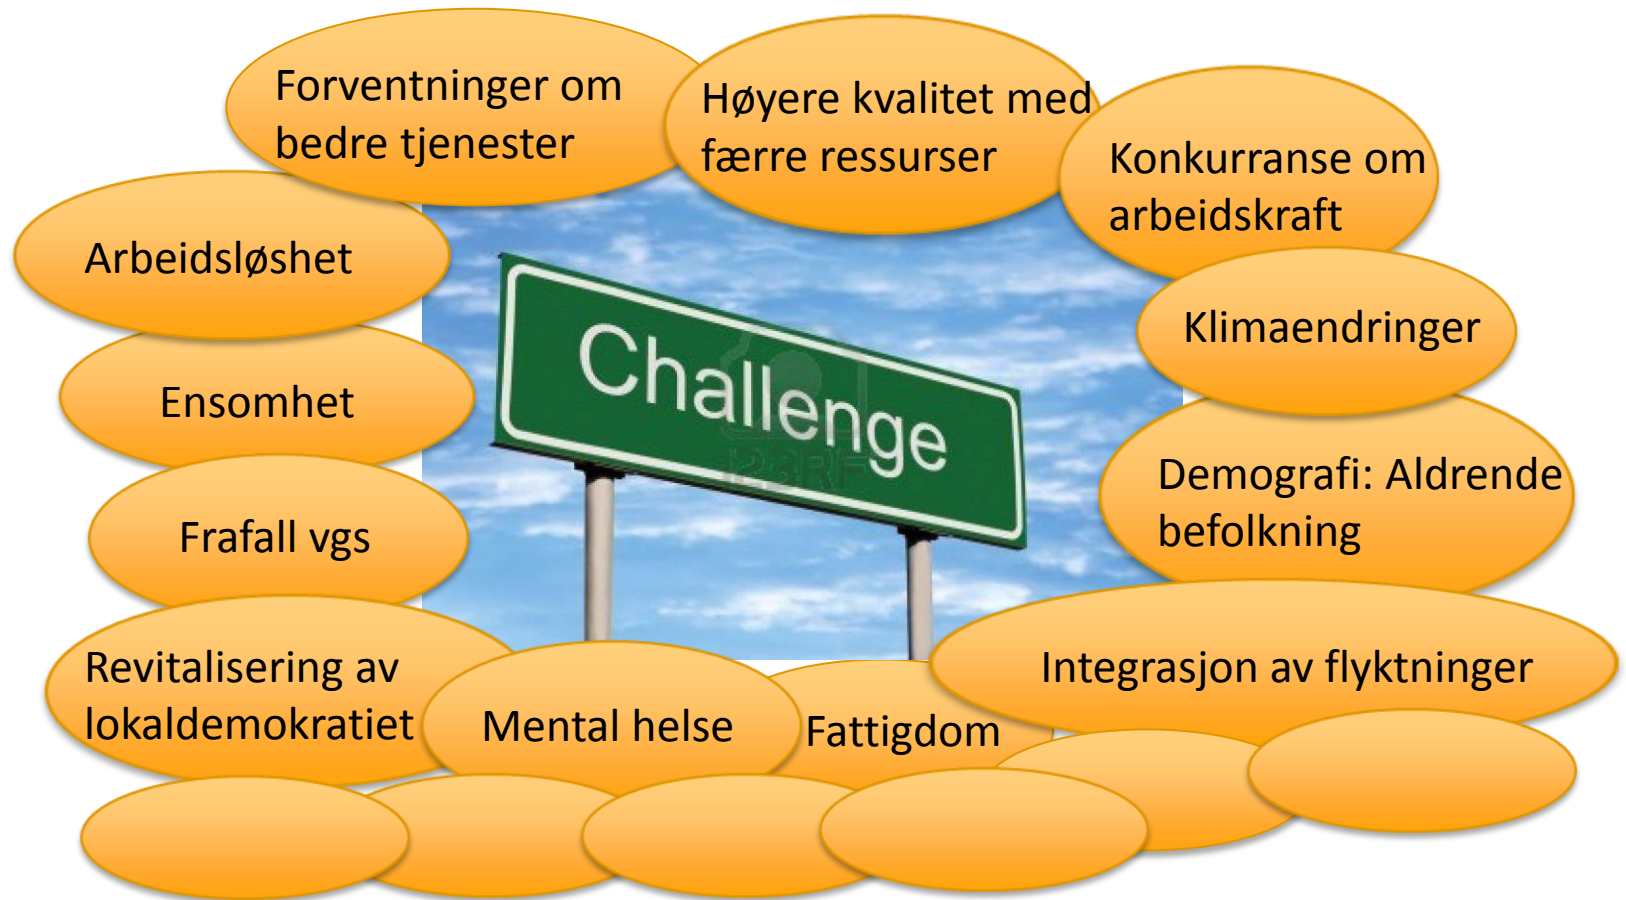 Forventninger om
bedre tjenester
Høyere kvalitet med
færre ressurser
Konkurranse om
arbeidskraft
Arbeidsløshet
Klimaendringer
Challenge
Ensomhet
Demografi: Aldrende
befolkning
Frafall vgs
Revitalisering av
lokaldemokratiet
Mental helse
Fattigdom
Integrasjon av flyktninger
123RF